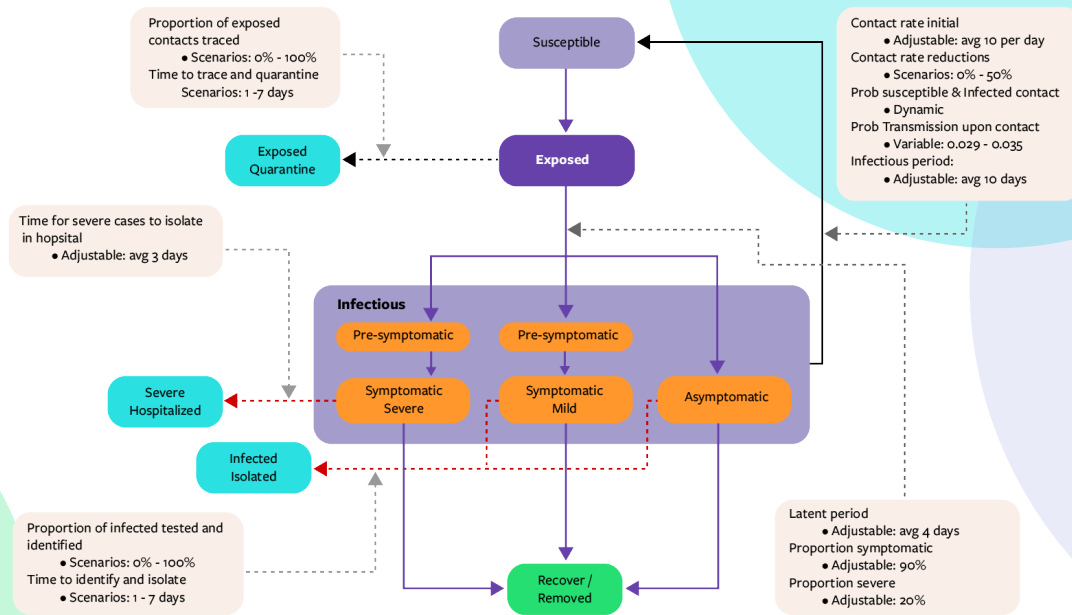 Proportion of exposed
contacts traced
● Scenarios: 0% - 100%
Time to trace and quarantine
Scenarios: 1 -7 days
Susceptible
Contact rate initial
● Adjustable: avg 10 per day
Contact rate reductions
● Scenarios: 0% - 50%
Prob susceptible & Infected contact
● Dynamic
Prob Transmission upon contact
● Variable: 0.029 - 0.035
Infectious period:
● Adjustable: avg 10 days
Exposed
Quarantine
Exposed
Time for severe cases to isolate
in hopsital
● Adjustable: avg 3 days
Infectious
Pre-symptomatic
Pre-symptomatic
Severe
Hospitalized
Symptomatic
Severe
Symptomatic
Mild
Asymptomatic
Infected
Isolated
Proportion of infected tested and
identified
● Scenarios: 0% - 100%
Time to identify and isolate
● Scenarios: 1 - 7 days
Recover /
Removed
Latent period
● Adjustable: avg 4 days
Proportion symptomatic
● Adjustable: 90%
Proportion severe
● Adjustable: 20%